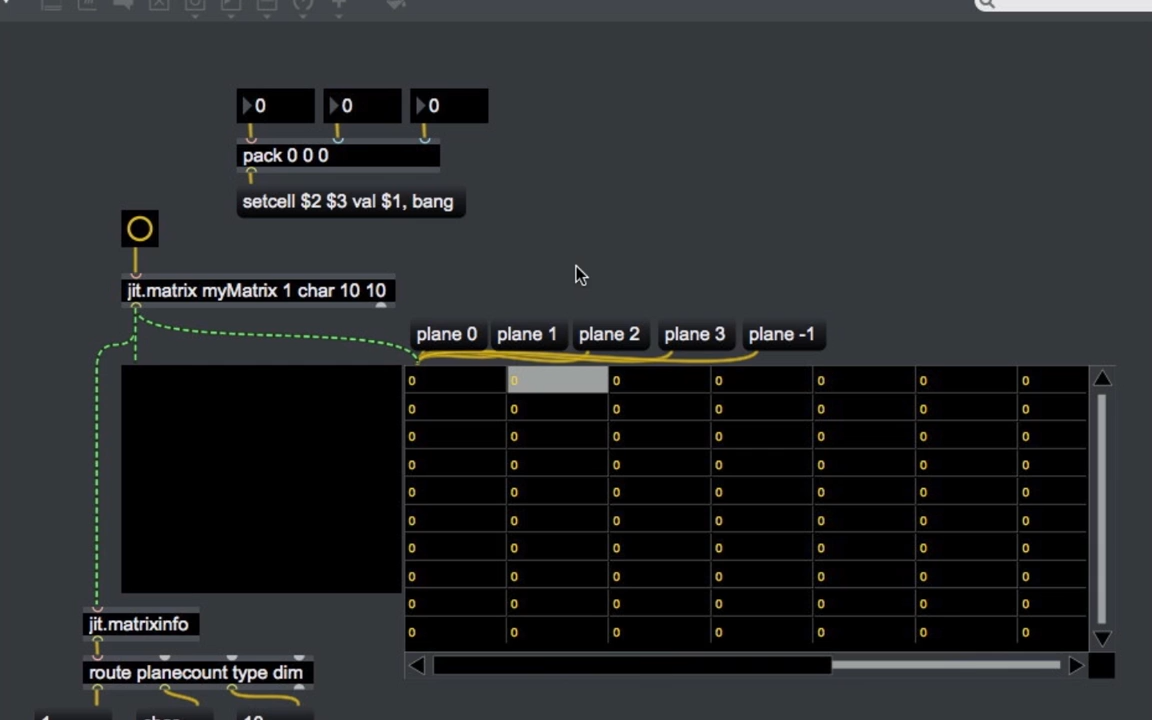 0 0 0
pack 0 0 0
setcell $2 $3 val $1, bang
jit.matrix myMatrix 1 char 10 10
plane 0 plane 1 plane 2 plane 3 plane -1
0 0 0 0 0 0 0
0 0 0 0 0 0 0
0 0 0 0 0 0 0
0 0 0 0 0 0 0
0 0 0 0 0 0 0
0 0 0 0 0 0 0
0 0 0 0 0 0 0
0 0 0 0 0 0 0
0 0 0 0 0 0 0
0 0 0 0 0 0 0
jit.matrixinfo
route planecount type dim